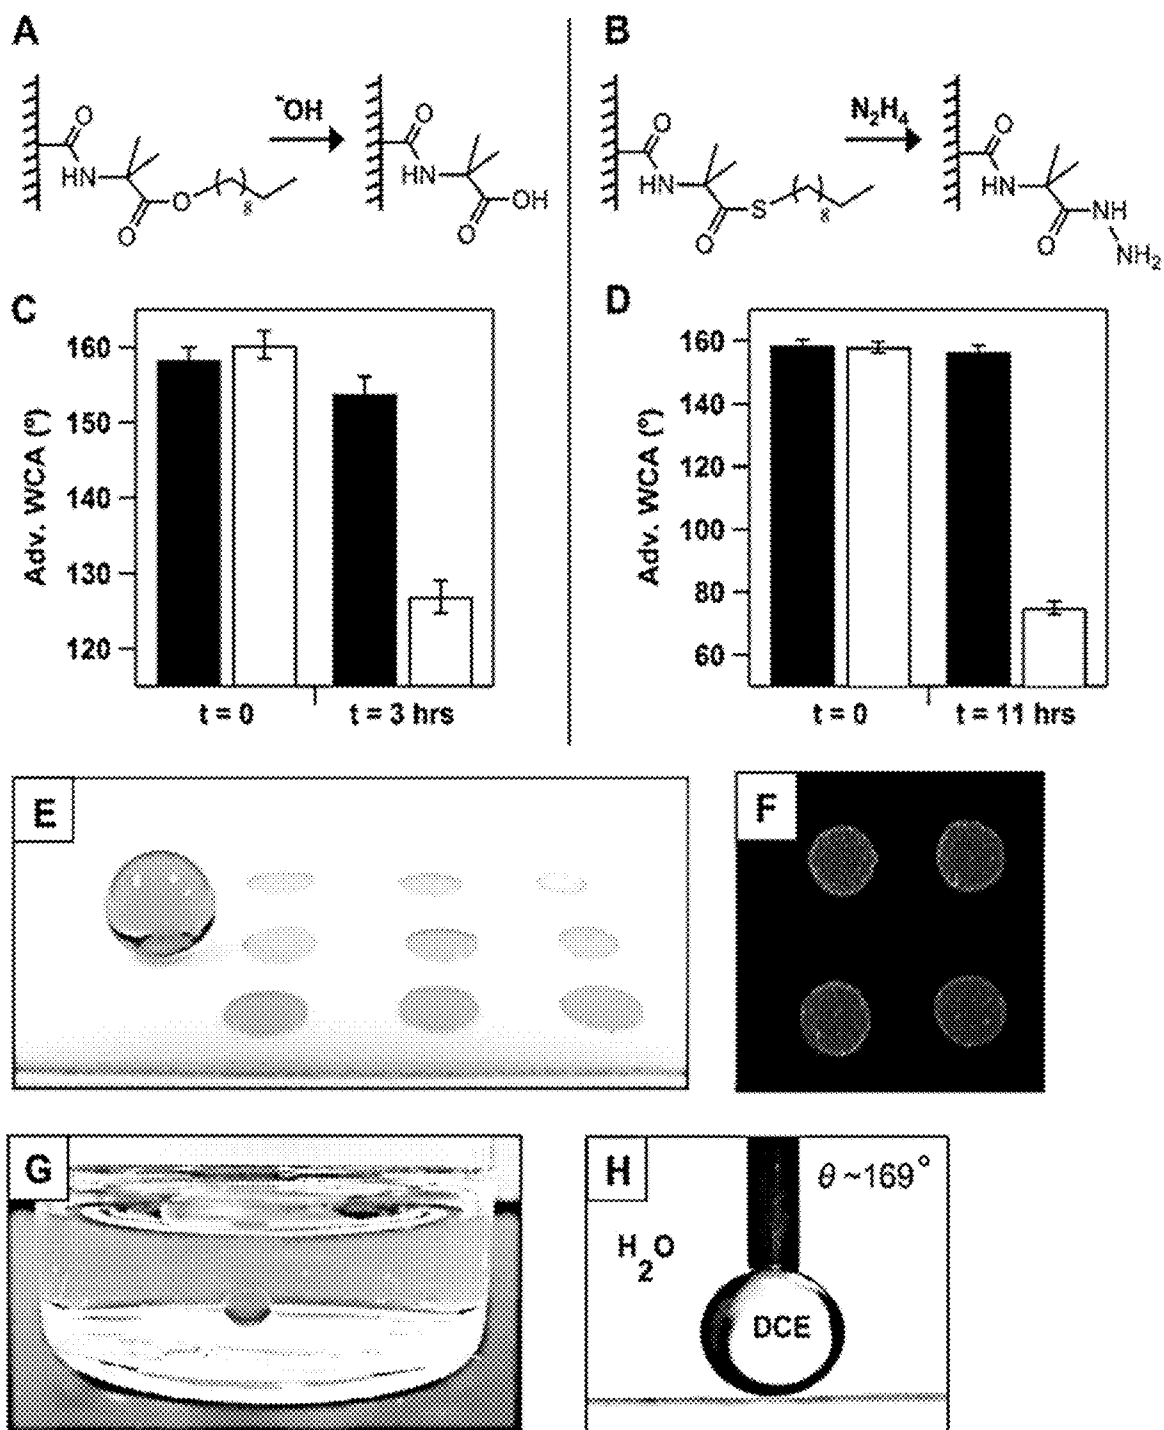 A
B
⁻OH
O
HN
O
O
8
O
HN
OH
O
N₂H₄
O
HN
S
O
8
O
HN
NH
O
NH₂
C
Adv. WCA (º)
160
150
140
130
120
t = 0
t = 3 hrs
D
Adv. WCA (º)
160
140
120
100
80
60
t = 0
t = 11 hrs
E
F
G
H
θ ~169°
H₂O
DCE